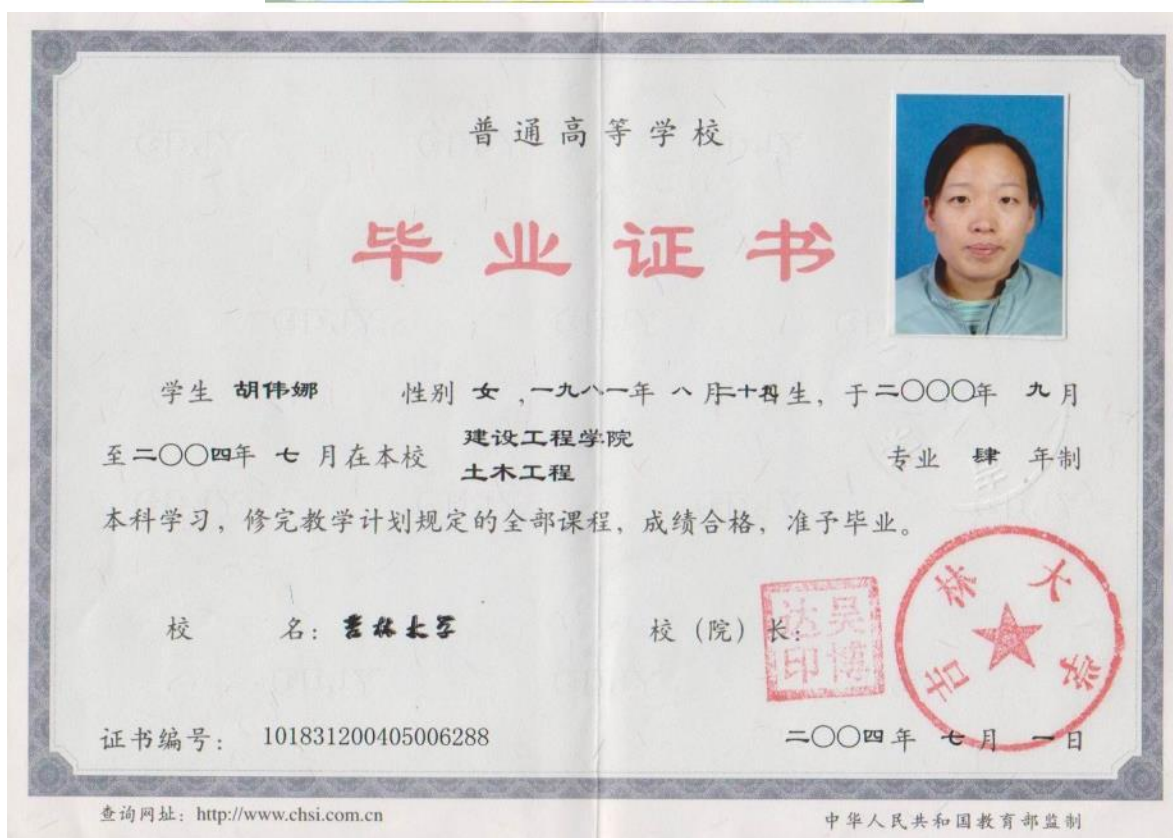 普通高等学校
毕业证书
学生 胡伟娜 性别 女 ,一九八一年 八 月二十四生, 于二〇〇〇年 九 月
至二〇〇四年 七 月在本校 建设工程学院 土木工程 专业 肆 年制
本科学习, 修完教学计划规定的全部课程, 成绩合格, 准予毕业。
校 名: 吉林大学 校 (院) 长: 吴博达印
吉林大学
证书编号: 101831200405006288 二〇〇四年 七 月 一 日
查询网址: http://www.chsi.com.cn 中华人民共和国教育部监制